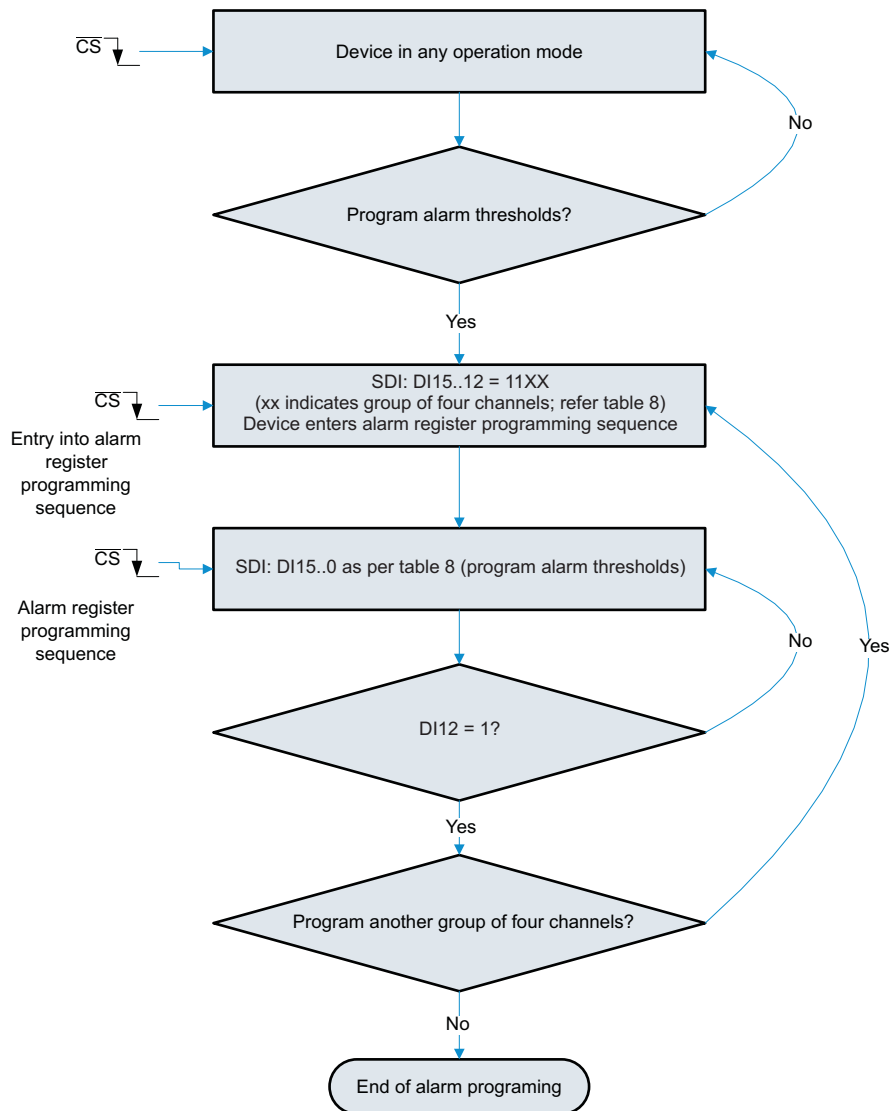 CS
Device in any operation mode
No
Program alarm thresholds?
Yes
CS
SDI: DI15..12 = 11XX
(xx indicates group of four channels; refer table 8)
Device enters alarm register programming sequence
Entry into alarm
register
programming
sequence
CS
SDI: DI15..0 as per table 8 (program alarm thresholds)
Alarm register
programming
sequence
No
Yes
DI12 = 1?
Yes
Program another group of four channels?
No
End of alarm programing